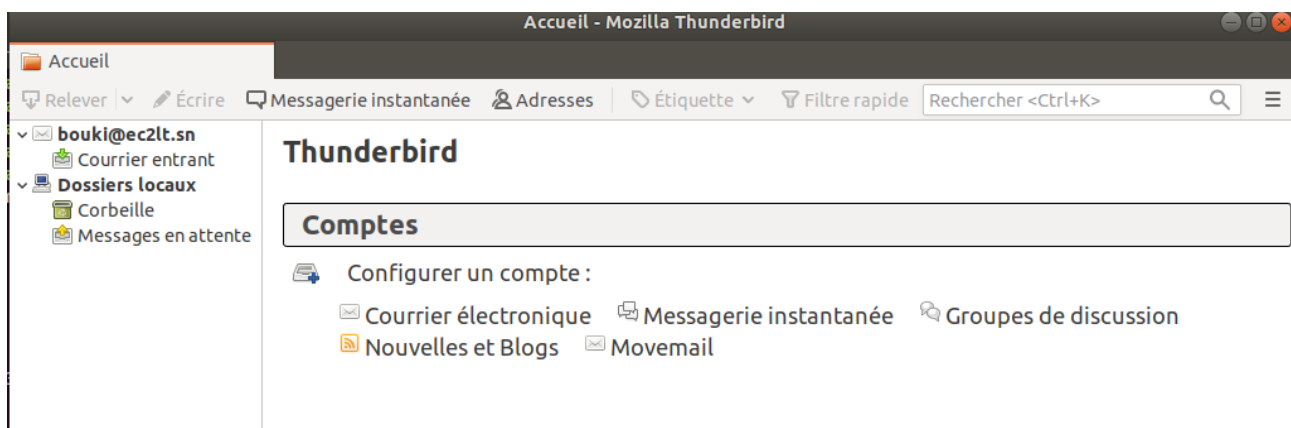 Accueil - Mozilla Thunderbird
Accueil
Relever Écrire Messagerie instantanée Adresses Étiquette Filtre rapide Rechercher <Ctrl+K>
bouki@ec2lt.sn
Courrier entrant
Dossiers locaux
Corbeille
Messages en attente
Thunderbird
Comptes
Configurer un compte :
Courrier électronique Messagerie instantanée Groupes de discussion
Nouvelles et Blogs Movemail